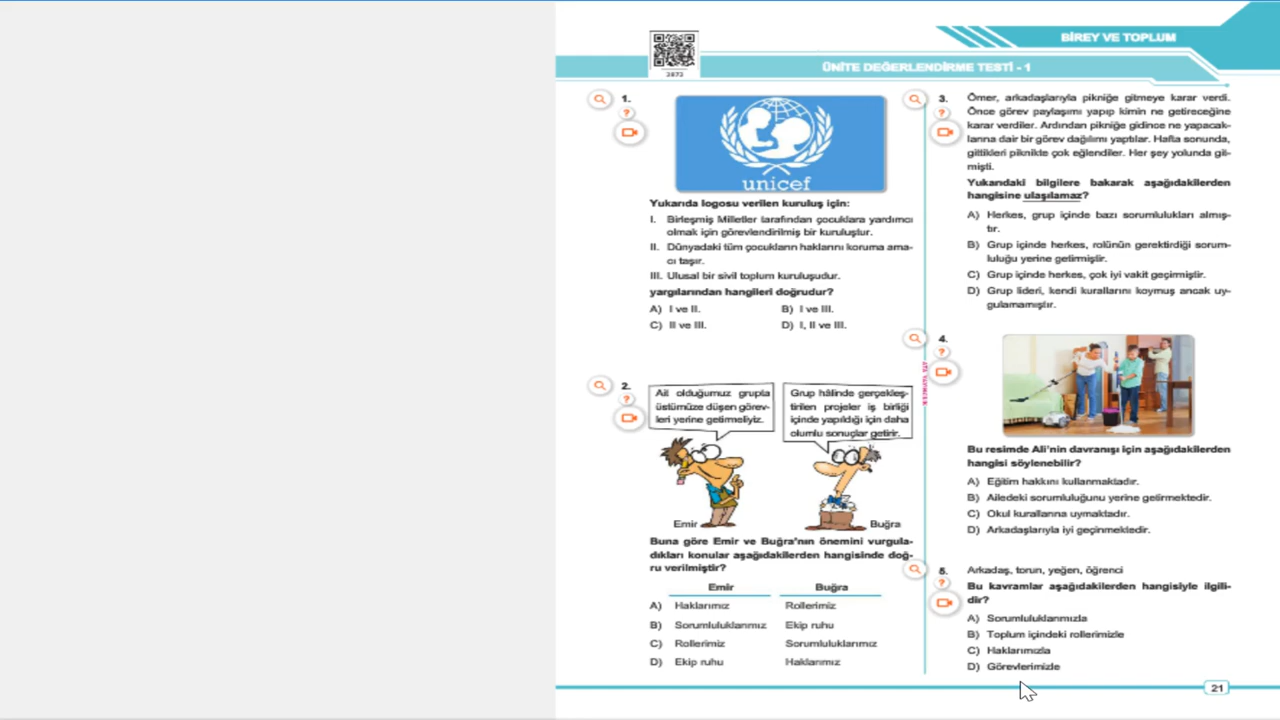 BİREY VE TOPLUM
ÜNİTE DEĞERLENDİRME TESTİ - 1
3873
1.
unicef
Yukarıda logosu verilen kuruluş için:
I. Birleşmiş Milletler tarafından çocuklara yardımcı
olmak için görevlendirilmiş bir kuruluştur.
II. Dünyadaki tüm çocukların haklarını koruma ama-
cı taşır.
III. Ulusal bir sivil toplum kuruluşudur.
yargılarından hangileri doğrudur?
A) I ve II.
B) I ve III.
C) II ve III.
D) I, II ve III.
2.
Ait olduğumuz grupta
üstümüze düşen görev-
leri yerine getirmeliyiz.
Grup hâlinde gerçekleş-
tirilen projeler iş birliği
içinde yapıldığı için daha
olumlu sonuçlar getirir.
Emir
Buğra
Buna göre Emir ve Buğra'nın önemini vurgula-
dıkları konular aşağıdakilerden hangisinde doğ-
ru verilmiştir?
Emir Buğra
A) Haklarımız Rollerimiz
B) Sorumluluklarımız Ekip ruhu
C) Rollerimiz Sorumluluklarımız
D) Ekip ruhu Haklarımız
3.
Ömer, arkadaşlarıyla pikniğe gitmeye karar verdi.
Önce görev paylaşımı yapıp kimin ne getireceğine
karar verdiler. Ardından pikniğe gidince ne yapacak-
larına dair bir görev dağılımı yaptılar. Hafta sonunda,
gittikleri piknikte çok eğlendiler. Her şey yolunda git-
mişti.
Yukarıdaki bilgilere bakarak aşağıdakilerden
hangisine ulaşılamaz?
A) Herkes, grup içinde bazı sorumlulukları almış-
tır.
B) Grup içinde herkes, rolünün gerektirdiği sorum-
luluğu yerine getirmiştir.
C) Grup içinde herkes, çok iyi vakit geçirmiştir.
D) Grup lideri, kendi kurallarını koymuş ancak uy-
gulamamıştır.
4.
ATA YAYINCILIK
Bu resimde Ali'nin davranışı için aşağıdakilerden
hangisi söylenebilir?
A) Eğitim hakkını kullanmaktadır.
B) Ailedeki sorumluluğunu yerine getirmektedir.
C) Okul kurallarına uymaktadır.
D) Arkadaşlarıyla iyi geçinmektedir.
5.
Arkadaş, torun, yeğen, öğrenci
Bu kavramlar aşağıdakilerden hangisiyle ilgili-
dir?
A) Sorumluluklarımızla
B) Toplum içindeki rollerimizle
C) Haklarımızla
D) Görevlerimizle
21